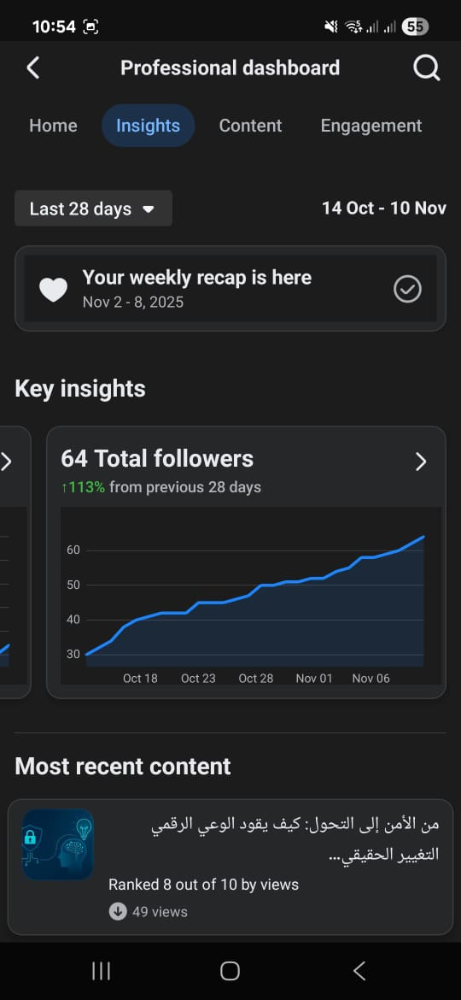 10:54
55
Professional dashboard
Home Insights Content Engagement
Last 28 days
14 Oct - 10 Nov
Your weekly recap is here
Nov 2 - 8, 2025
Key insights
64 Total followers
↑113% from previous 28 days
60
50
40
30
Oct 18 Oct 23 Oct 28 Nov 01 Nov 06
Most recent content
من الأمن إلى التحول: كيف يقود الوعي الرقمي
التغيير الحقيقي...
Ranked 8 out of 10 by views
49 views